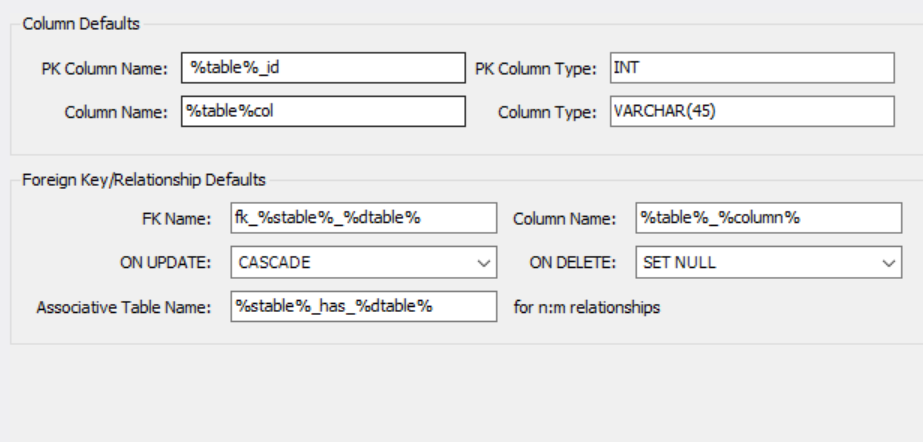 Column Defaults
PK Column Name: %table%_id PK Column Type: INT
Column Name: %table%col Column Type: VARCHAR(45)
Foreign Key/Relationship Defaults
FK Name: fk_%stable%_%dtable% Column Name: %table%_%column%
ON UPDATE: CASCADE ON DELETE: SET NULL
Associative Table Name: %stable%_has_%dtable% for n:m relationships